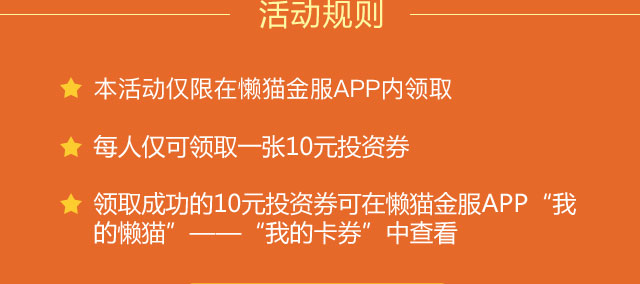 活动规则
本活动仅限在懒猫金服APP内领取
每人仅可领取一张10元投资券
领取成功的10元投资券可在懒猫金服APP“我
的懒猫”——“我的卡券”中查看